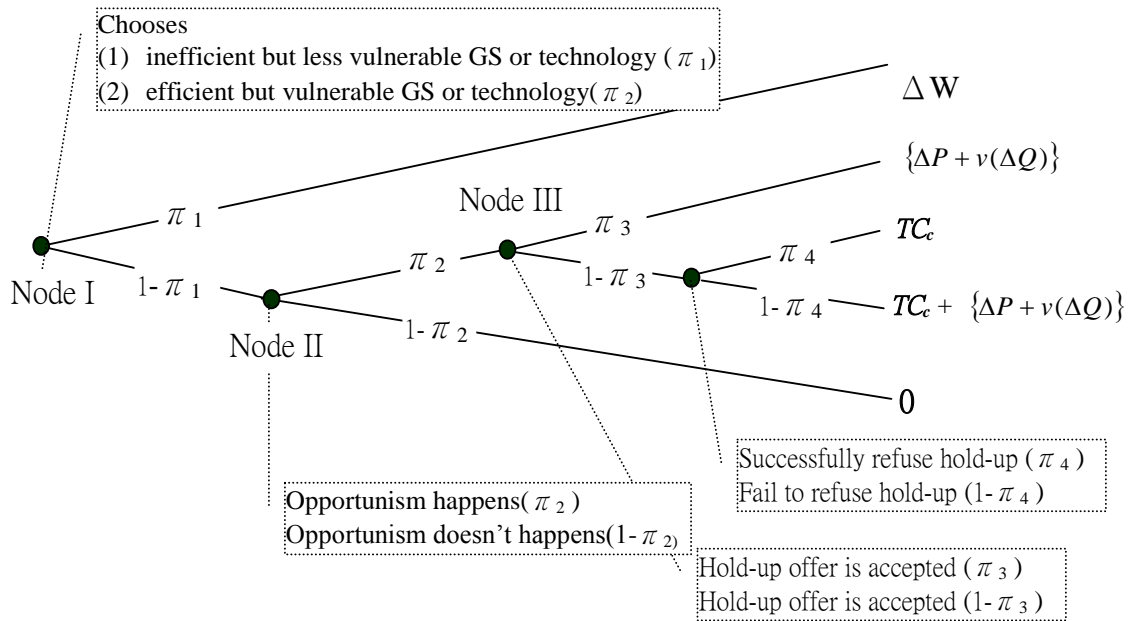 Chooses
(1) inefficient but less vulnerable GS or technology (π 1)
(2) efficient but vulnerable GS or technology(π 2)
ΔW
{ΔP + v(ΔQ)}
Node III
π 1
π 3
TCc
π 2
π 4
1-π 3
Node I
1-π 1
1-π 4
TCc + {ΔP + v(ΔQ)}
Node II
1-π 2
0
Successfully refuse hold-up (π 4)
Fail to refuse hold-up (1-π 4)
Opportunism happens(π 2)
Opportunism doesn't happens(1-π 2)
Hold-up offer is accepted (π 3)
Hold-up offer is accepted (1-π 3)